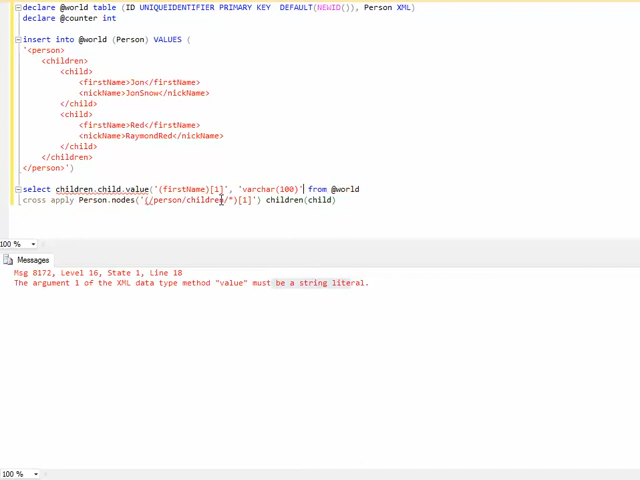 declare @world table (ID UNIQUEIDENTIFIER PRIMARY KEY  DEFAULT(NEWID()), Person XML)
declare @counter int
insert into @world (Person) VALUES (
'<person>
<children>
<child>
<firstName>Jon</firstName>
<nickName>JonSnow</nickName>
</child>
<child>
<firstName>Red</firstName>
<nickName>RaymondRed</nickName>
</child>
</children>
</person>')
select children.child.value('(firstName)[1]', 'varchar(100)' from @world
cross apply Person.nodes('(/person/children/*)[1]') children(child)
100 %
Messages
Msg 8172, Level 16, State 1, Line 18
The argument 1 of the XML data type method "value" must be a string literal.
100 %